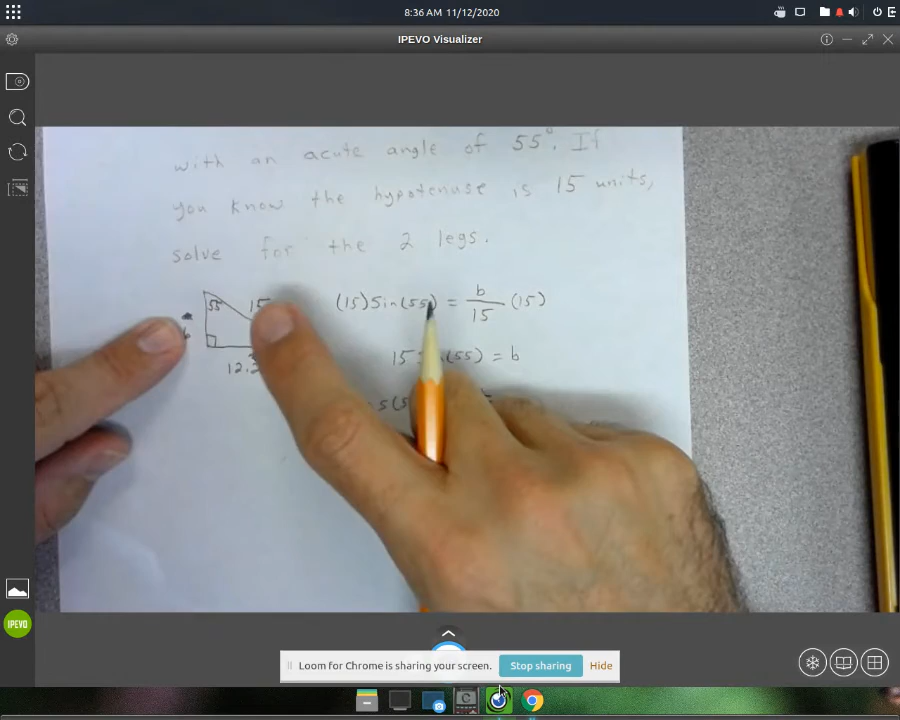 8:36 AM 11/12/2020
IPEVO Visualizer
with an acute angle of 55°. If
you know the hypotenuse is 15 units,
solve for the 2 legs.
55 15
(15) Sin(55) = b/15 (15)
12.2
15 (55) = b
IPEVO
Loom for Chrome is sharing your screen. Stop sharing Hide